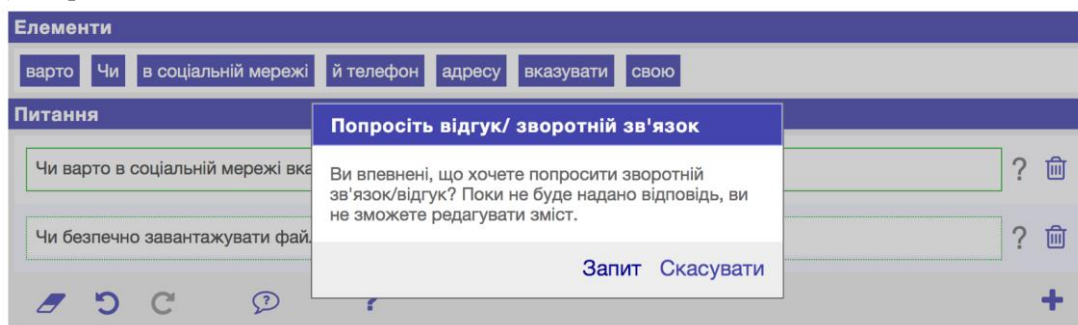 Елементи
варто Чи в соціальній мережі й телефон адресу вказувати свою
Питання
Попросіть відгук/ зворотній зв'язок
Чи варто в соціальній мережі
?
Ви впевнені, що хочете попросити зворотній
зв'язок/відгук? Поки не буде надано відповідь, ви
не зможете редагувати зміст.
Чи безпечно завантажувати
?
Запит Скасувати
?